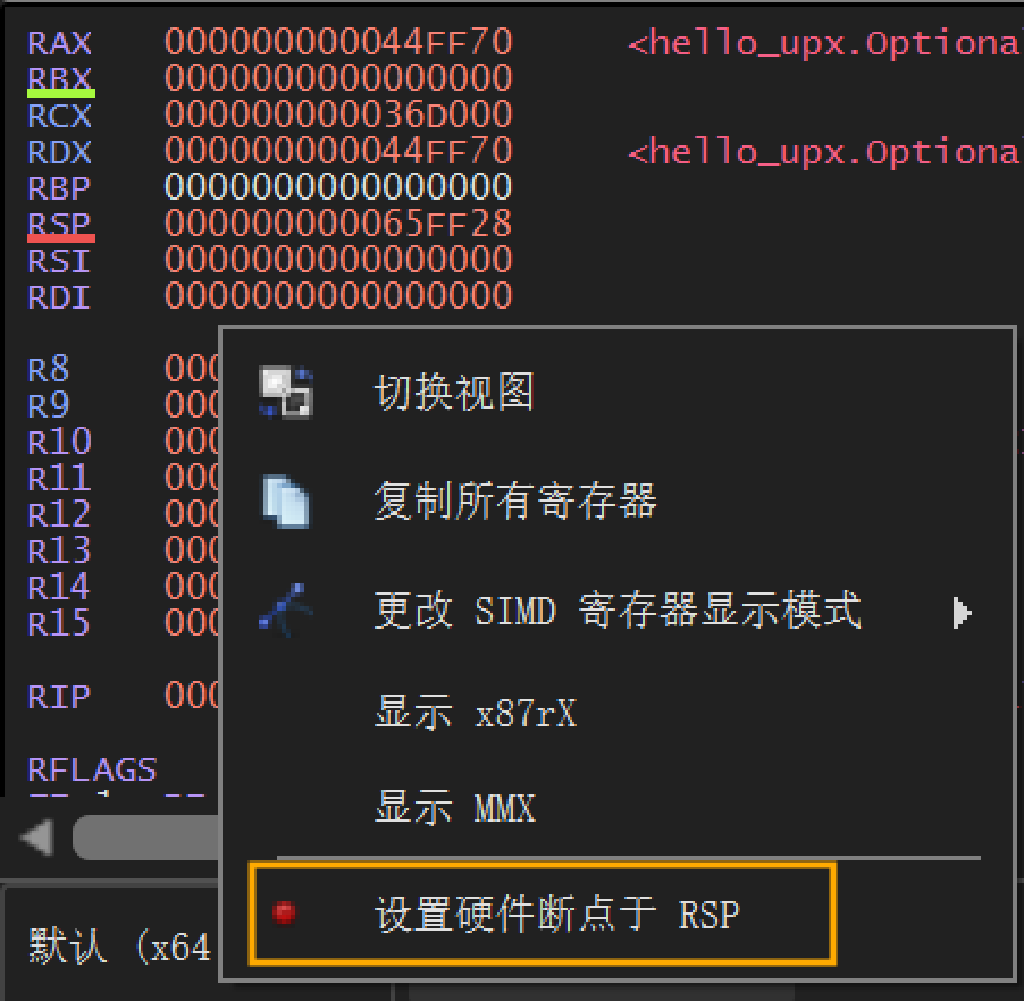 RAX 000000000044FF70 <hello_upx.Optiona
RBX 0000000000000000
RCX 000000000036D000
RDX 000000000044FF70 <hello_upx.Optiona
RBP 0000000000000000
RSP 000000000065FF28
RSI 0000000000000000
RDI 0000000000000000
R8 000
R9 000
R10 000
R11 000
R12 000
R13 000
R14 000
R15 000
RIP 000
RFLAGS
切换视图
复制所有寄存器
更改 SIMD 寄存器显示模式
显示 x87rX
显示 MMX
设置硬件断点于 RSP
默认 (x64